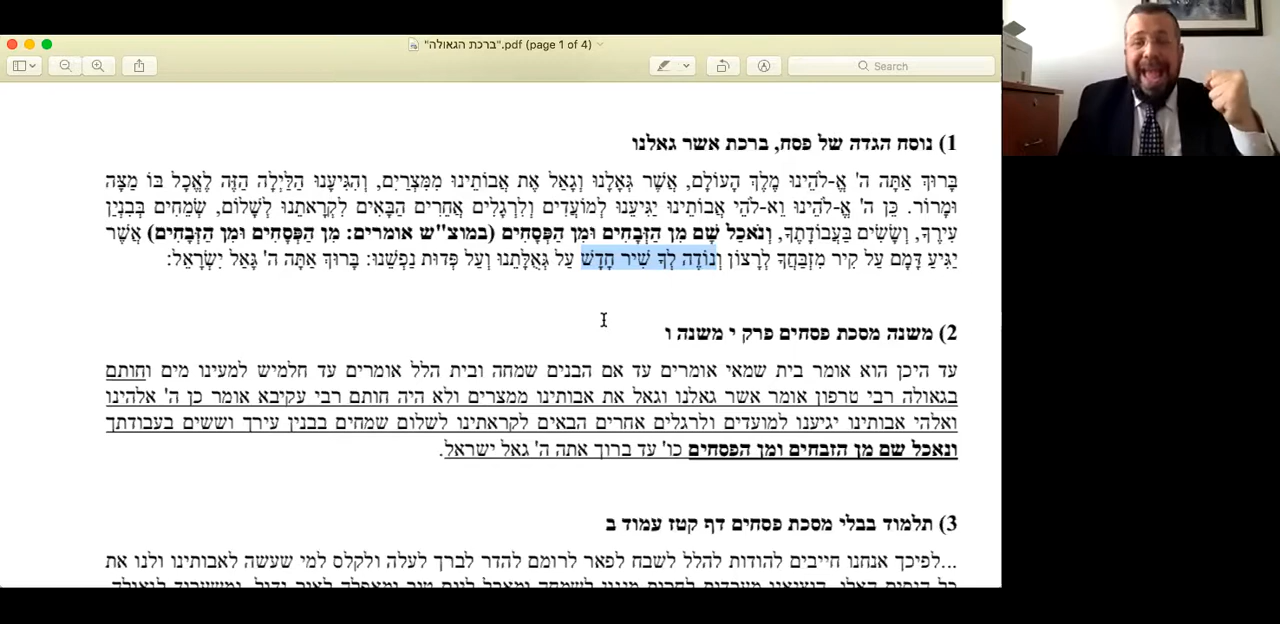 "ברכת הגאולה".pdf (page 1 of 4)
Search
1) נוסח הגדה של פסח, ברכת אשר גאלנו
בָּרוּךְ אַתָּה ה' אֱ-לֹהֵינוּ מֶלֶךְ הָעוֹלָם, אֲשֶׁר גְּאָלָנוּ וְגָאַל אֶת אֲבוֹתֵינוּ מִמִּצְרַיִם, וְהִגִּיעָנוּ הַלַּיְלָה הַזֶּה לֶאֱכָל בּוֹ מַצָּה
וּמָרוֹר. כֵּן ה' אֱ-לֹהֵינוּ וֵא-לֹהֵי אֲבוֹתֵינוּ יַגִּיעֵנוּ לְמוֹעֲדִים וְלִרְגָלִים אֲחֵרִים הַבָּאִים לִקְרָאתֵנוּ לְשָׁלוֹם, שְׂמֵחִים בְּבִנְיַן
עִירֶךָ, וְשָׂשִׂים בַּעֲבוֹדָתֶךָ, וְנֹאכַל שָׁם מִן הַזְּבָחִים וּמִן הַפְּסָחִים (במוצ"ש אומרים: מִן הַפְּסָחִים וּמִן הַזְּבָחִים) אֲשֶׁר
יַגִּיעַ דָּמָם עַל קִיר מִזְבַּחֲךָ לְרָצוֹן וְנוֹדֶה לְךָ שִׁיר חָדָשׁ עַל גְּאֻלָּתֵנוּ וְעַל פְּדוּת נַפְשֵׁנוּ: בָּרוּךְ אַתָּה ה' גָּאַל יִשְׂרָאֵל:
2) משנה מסכת פסחים פרק י משנה ו
עד היכן הוא אומר בית שמאי אומרים עד אם הבנים שמחה ובית הלל אומרים עד חלמיש למעינו מים וחותם
בגאולה רבי טרפון אומר אשר גאלנו וגאל את אבותינו ממצרים ולא היה חותם רבי עקיבא אומר כן ה' אלהינו
ואלהי אבותינו יגיענו למועדים ולרגלים אחרים הבאים לקראתינו לשלום שמחים בבנין עירך וששים בעבודתך
ונאכל שם מן הזבחים ומן הפסחים כו' עד ברוך אתה ה' גאל ישראל.
3) תלמוד בבלי מסכת פסחים דף קטז עמוד ב
...לפיכך אנחנו חייבים להודות להלל לשבח לפאר לרומם להדר לברך לעלה ולקלס למי שעשה לאבותינו ולנו את